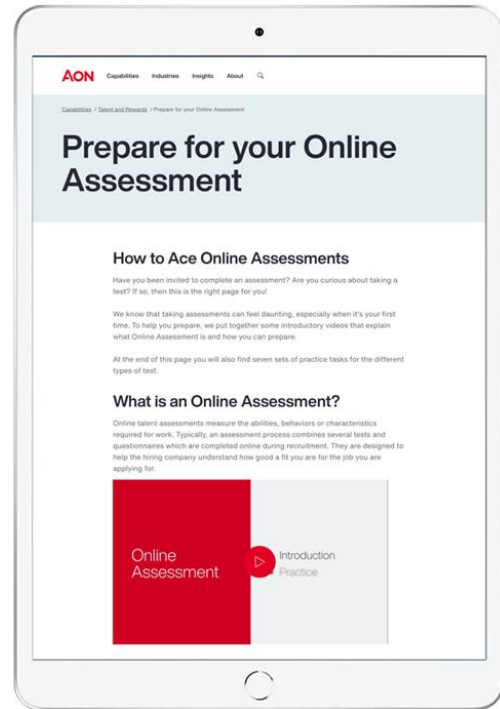 AON Capabilities Industries Insights About
Capabilities / Talent and Rewards / Prepare for your Online Assessment
Prepare for your Online
Assessment
How to Ace Online Assessments
Have you been invited to complete an assessment? Are you curious about taking a
test? If so, then this is the right page for you!
We know that taking assessments can feel daunting, especially when it's your first
time. To help you prepare, we put together some introductory videos that explain
what Online Assessment is and how you can prepare.
At the end of this page you will also find seven sets of practice tasks for the different
types of test.
What is an Online Assessment?
Online talent assessments measure the abilities, behaviors or characteristics
required for work. Typically, an assessment process combines several tests and
questionnaires which are completed online during recruitment. They are designed to
help the hiring company understand how good a fit you are for the job you are
applying for.
Online
Assessment
Introduction
Practice